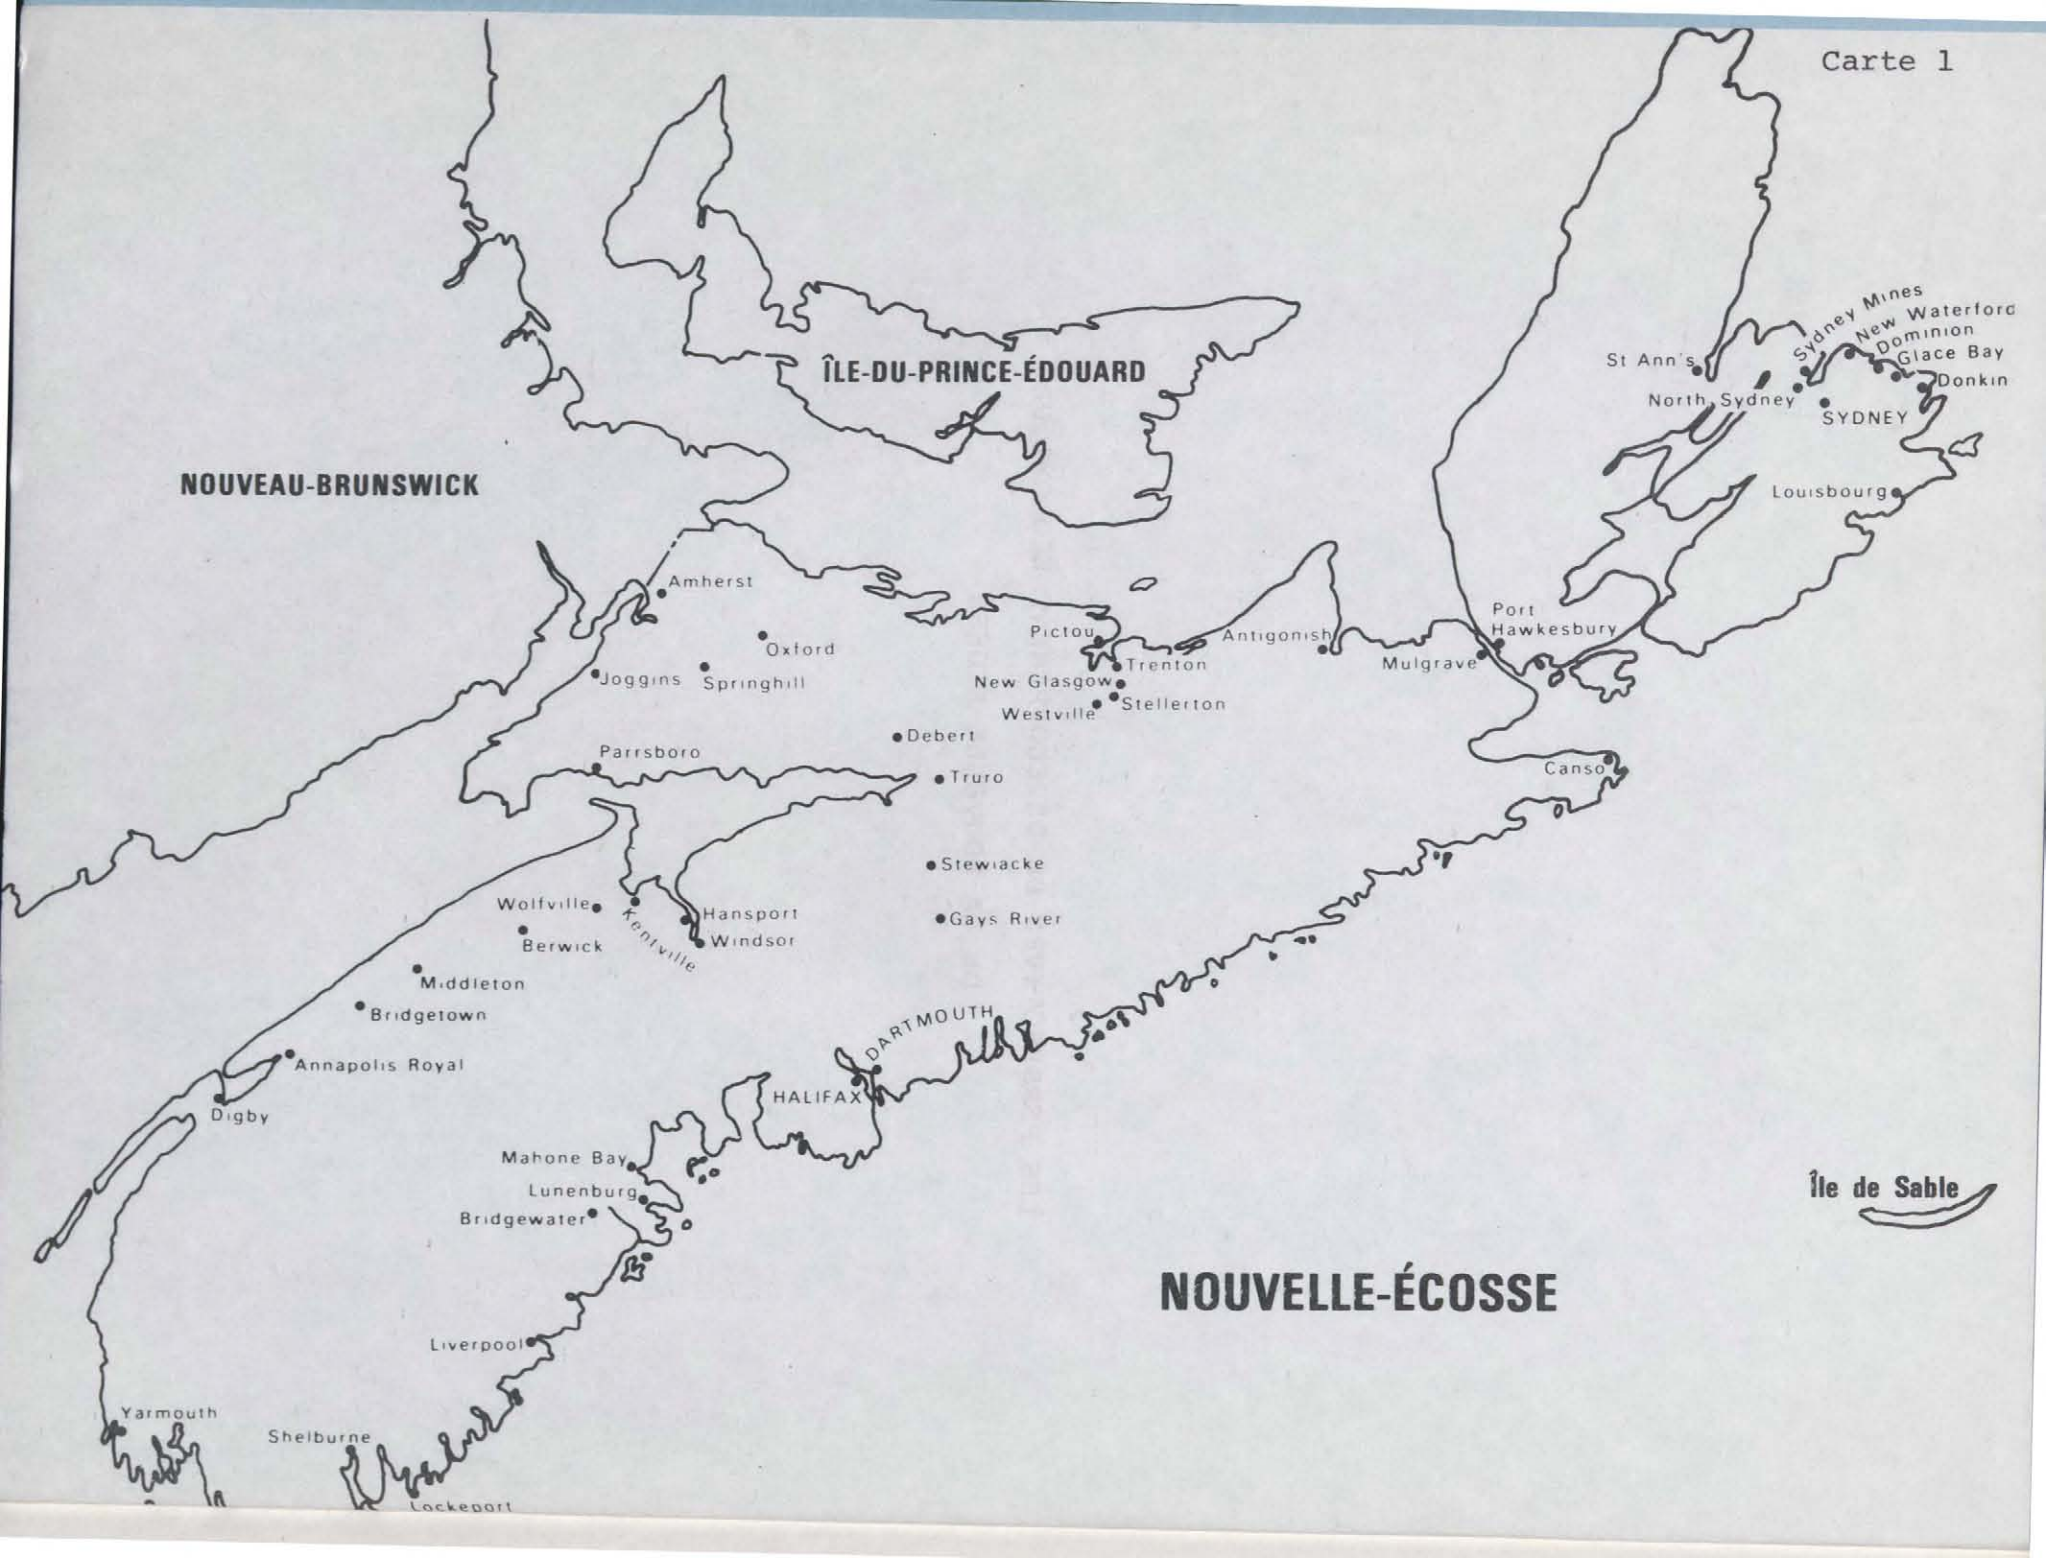 Carte 1
Sydney Mines
New Waterford
Dominion
Glace Bay
Donkin
St Ann's
North Sydney
SYDNEY
ÎLE-DU-PRINCE-ÉDOUARD
NOUVEAU-BRUNSWICK
Louisbourg
Amherst
Port
Hawkesbury
Pictou
Antigonish
Oxford
Trenton
Mulgrave
Joggins
Springhill
New Glasgow
Stellerton
Westville
Debert
Parrsboro
Truro
Canso
Stewiacke
Wolfville
Kentville
Hansport
Gays River
Berwick
Windsor
Middleton
Bridgetown
DARTMOUTH
Annapolis Royal
HALIFAX
Digby
Mahone Bay
Lunenburg
Île de Sable
Bridgewater
NOUVELLE-ÉCOSSE
Liverpool
Yarmouth
Shelburne
Lockeport